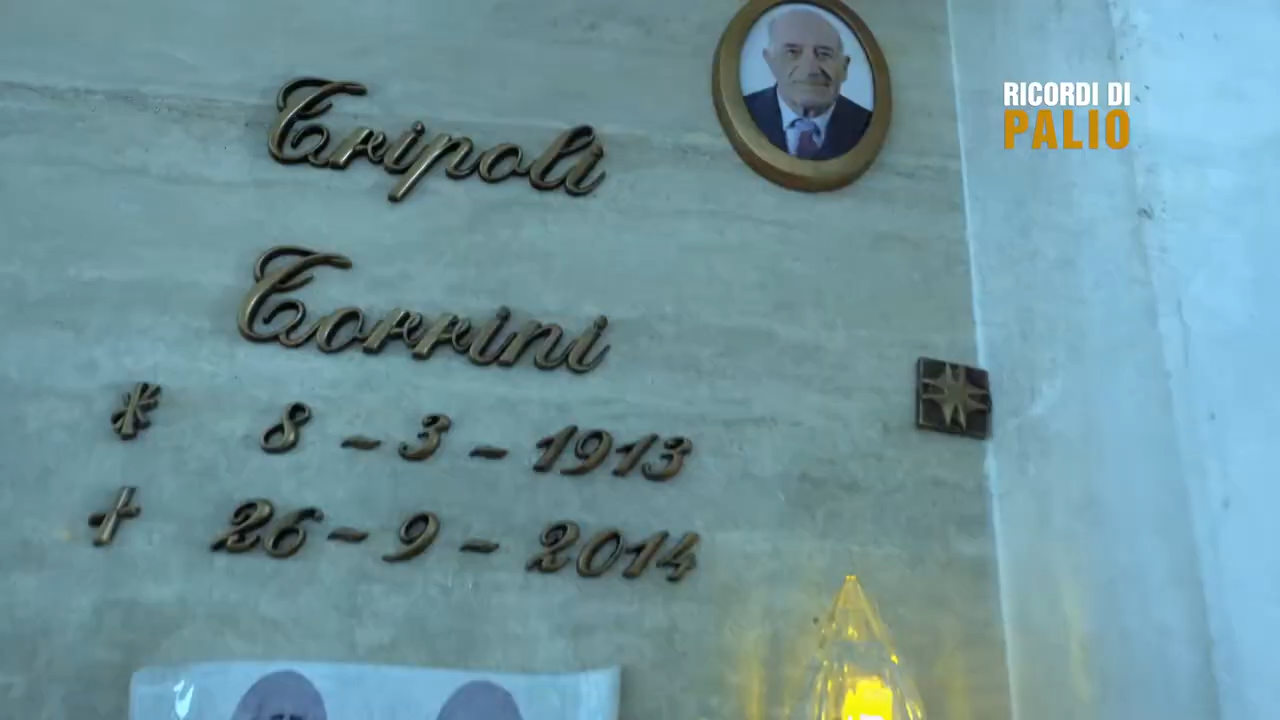 Tripoli
Torrini
* 8-3-1913
† 26-9-2014
RICORDI DI
PALIO